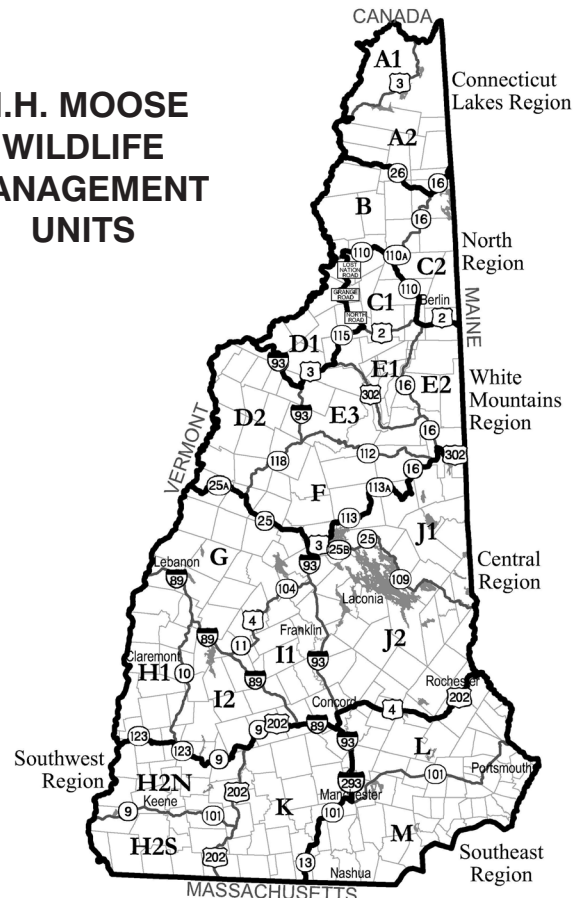 CANADA
.H. MOOSE
WILDLIFE
ANAGEMENT
UNITS
A1
3
Connecticut
Lakes Region
A2
26
16
B
16
North
Region
110
110A
C2
LOST
NATION
ROAD
GRANGE
ROAD
NORTH
ROAD
C1
110
Berlin
2
MAINE
115
2
D1
93
3
E1
302
16
E2
White
Mountains
Region
D2
93
E3
16
VERMONT
118
112
16
302
25A
F
113A
25
113
J1
G
3
25B
25
93
Central
Region
Lebanon
89
104
109
Laconia
4
Franklin
89
11
I1
J2
Claremont
H1
10
93
I2
89
Rochester
202
Concord
4
123
9
202
89
93
L
Southwest
Region
123
9
H2N
202
293
101
Portsmouth
Keene
9
101
K
Manchester
101
M
H2S
202
13
Nashua
Southeast
Region
MASSACHUSETTS